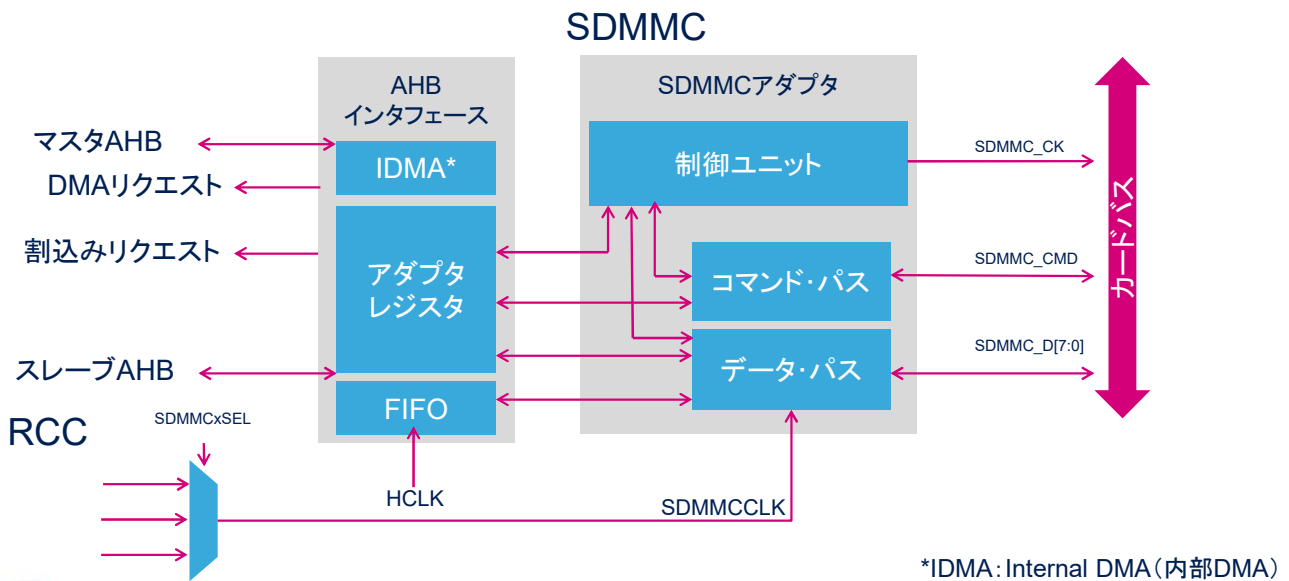 SDMMC
AHB
インタフェース
SDMMCアダプタ
マスタAHB
IDMA*
制御ユニット
SDMMC_CK
DMAリクエスト
割込みリクエスト
アダプタ
レジスタ
コマンド・パス
SDMMC_CMD
カードバス
データ・パス
SDMMC_D[7:0]
スレーブAHB
FIFO
RCC
SDMMCxSEL
HCLK
SDMMCCLK
*IDMA：Internal DMA（内部DMA）